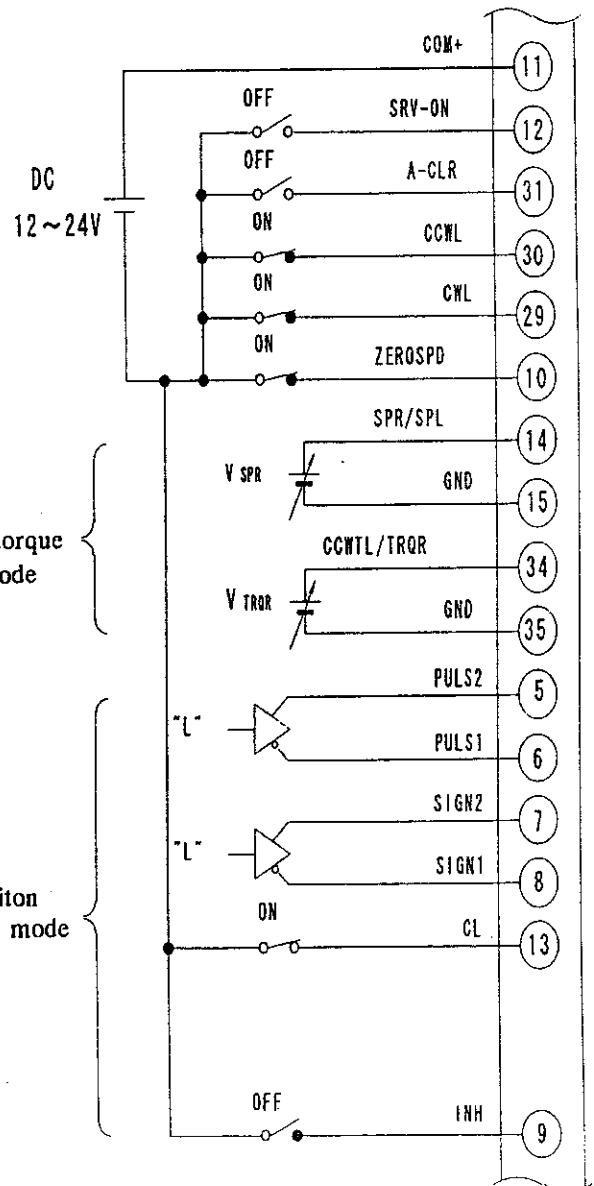 COM+ 11
OFF SRV-ON 12
OFF A-CLR 31
DC
12~24V
ON CCWL 30
ON CWL 29
ON ZEROSPD 10
SPR/SPL 14
V SPR
GND 15
torque
ode
CCWTL/TRQR 34
V TRQR
GND 35
PULS2 5
"L"
PULS1 6
SIGN2 7
"L"
SIGN1 8
iton
mode
ON CL 13
OFF INH 9